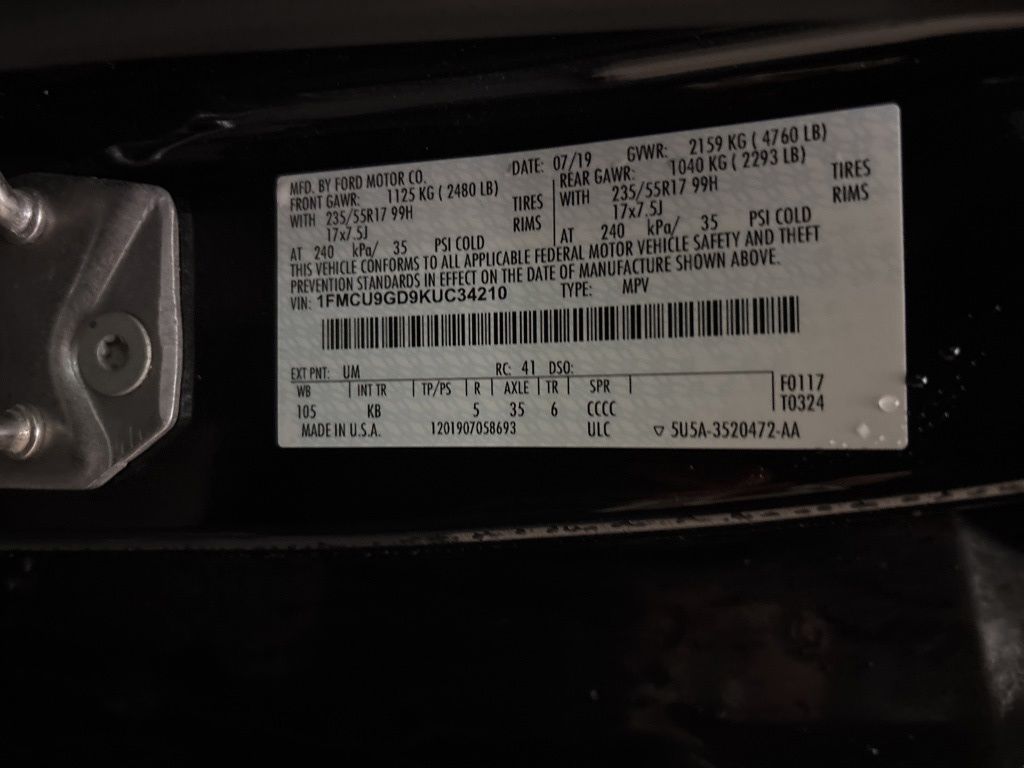 MFD. BY FORD MOTOR CO. DATE: 07/19 GVWR: 2159 KG ( 4760 LB)
FRONT GAWR: 1125 KG ( 2480 LB) REAR GAWR: 1040 KG ( 2293 LB)
WITH 235/55R17 99H TIRES WITH 235/55R17 99H TIRES
17x7.5J RIMS 17x7.5J RIMS
AT 240 kPa/ 35 PSI COLD AT 240 kPa/ 35 PSI COLD
THIS VEHICLE CONFORMS TO ALL APPLICABLE FEDERAL MOTOR VEHICLE SAFETY AND THEFT
PREVENTION STANDARDS IN EFFECT ON THE DATE OF MANUFACTURE SHOWN ABOVE.
VIN: 1FMCU9GD9KUC34210 TYPE: MPV
EXT PNT: UM RC: 41 DSO:
WB INT TR TP/PS R AXLE TR SPR F0117
105 KB 5 35 6 CCCC T0324
MADE IN U.S.A. 1201907058693 ULC ▽ 5U5A-3520472-AA